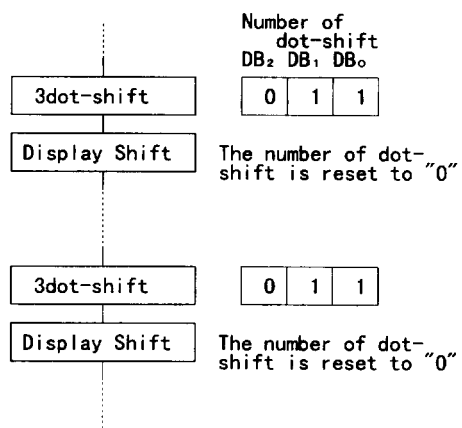 Number of
dot-shift
DB₂ DB₁ DB₀
3dot-shift
0 1 1
Display Shift
The number of dot-
shift is reset to "0"
3dot-shift
0 1 1
Display Shift
The number of dot-
shift is reset to "0"